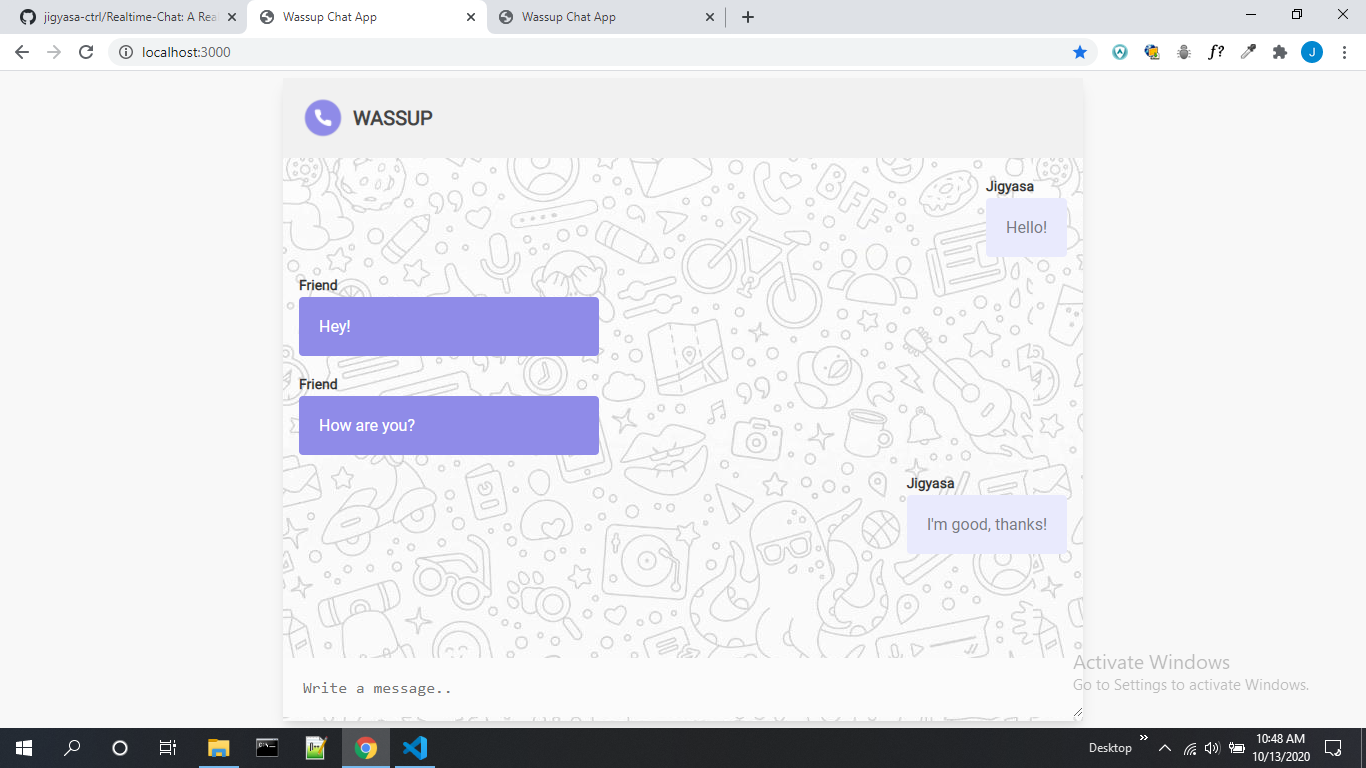 jigyasa-ctrl/Realtime-Chat: A Rea
Wassup Chat App
Wassup Chat App
localhost:3000
f?
J
WASSUP
BFF
Jigyasa
Hello!
Friend
Hey!
Friend
How are you?
Jigyasa
I'm good, thanks!
Write a message..
Activate Windows
Go to Settings to activate Windows.
Desktop
10:48 AM
10/13/2020